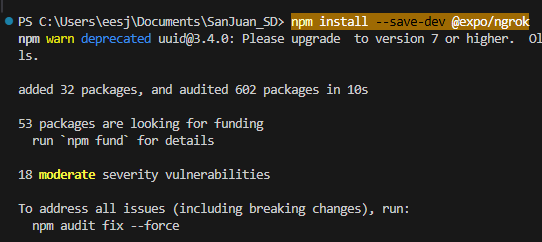 PS C:\Users\eesj\Documents\SanJuan_SD> npm install --save-dev @expo/ngrok
npm warn deprecated uuid@3.4.0: Please upgrade  to version 7 or higher.  Ol
ls.
added 32 packages, and audited 602 packages in 10s
53 packages are looking for funding
  run `npm fund` for details
18 moderate severity vulnerabilities
To address all issues (including breaking changes), run:
  npm audit fix --force